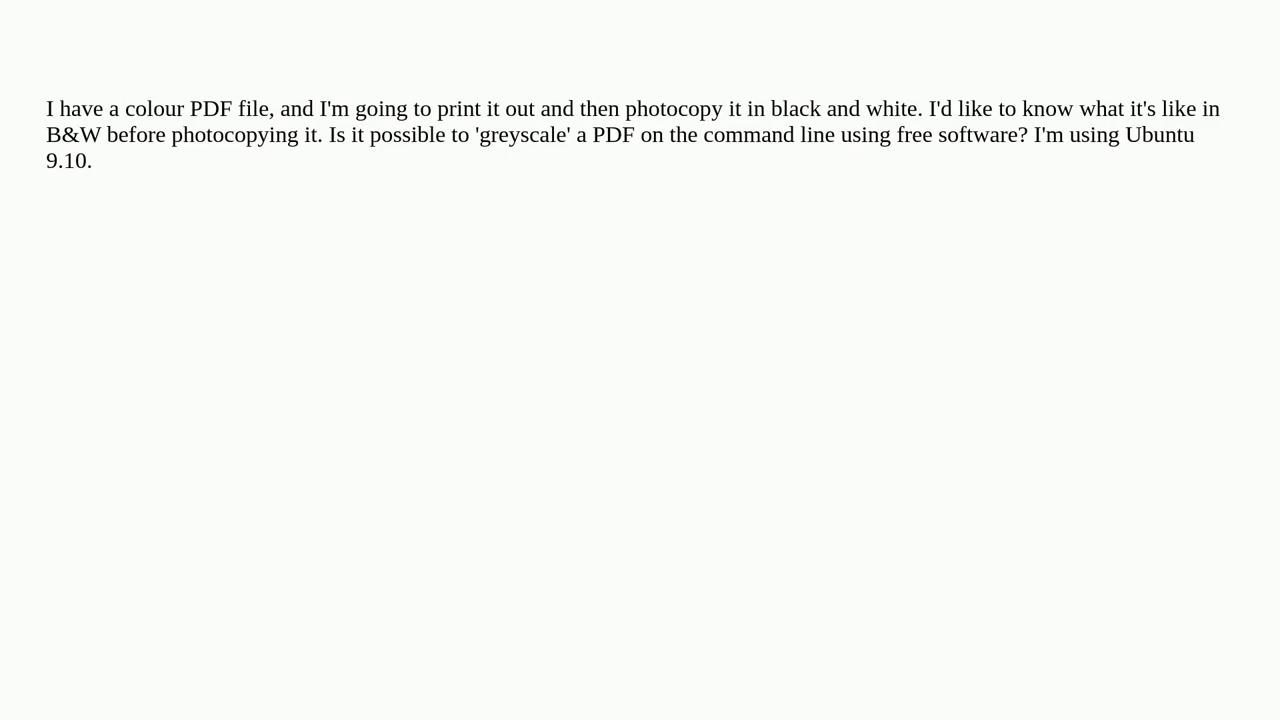 I have a colour PDF file, and I'm going to print it out and then photocopy it in black and white. I'd like to know what it's like in
B&W before photocopying it. Is it possible to 'greyscale' a PDF on the command line using free software? I'm using Ubuntu
9.10.